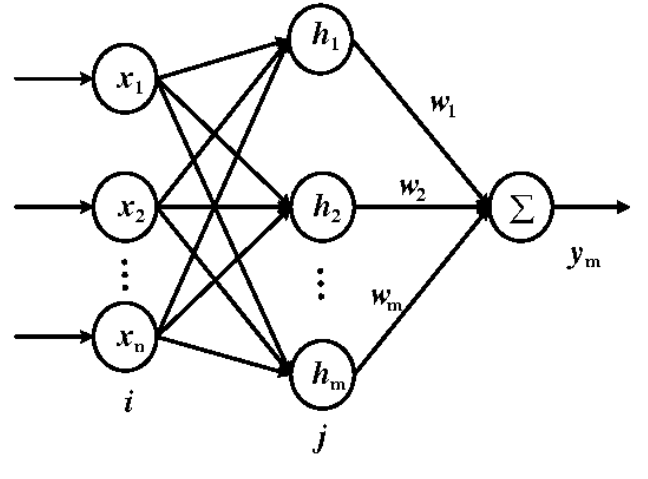 x₁
h₁
w₁
x₂
h₂
w₂
∑
yₘ
⋮
⋮
wₘ
xₙ
hₘ
i
j